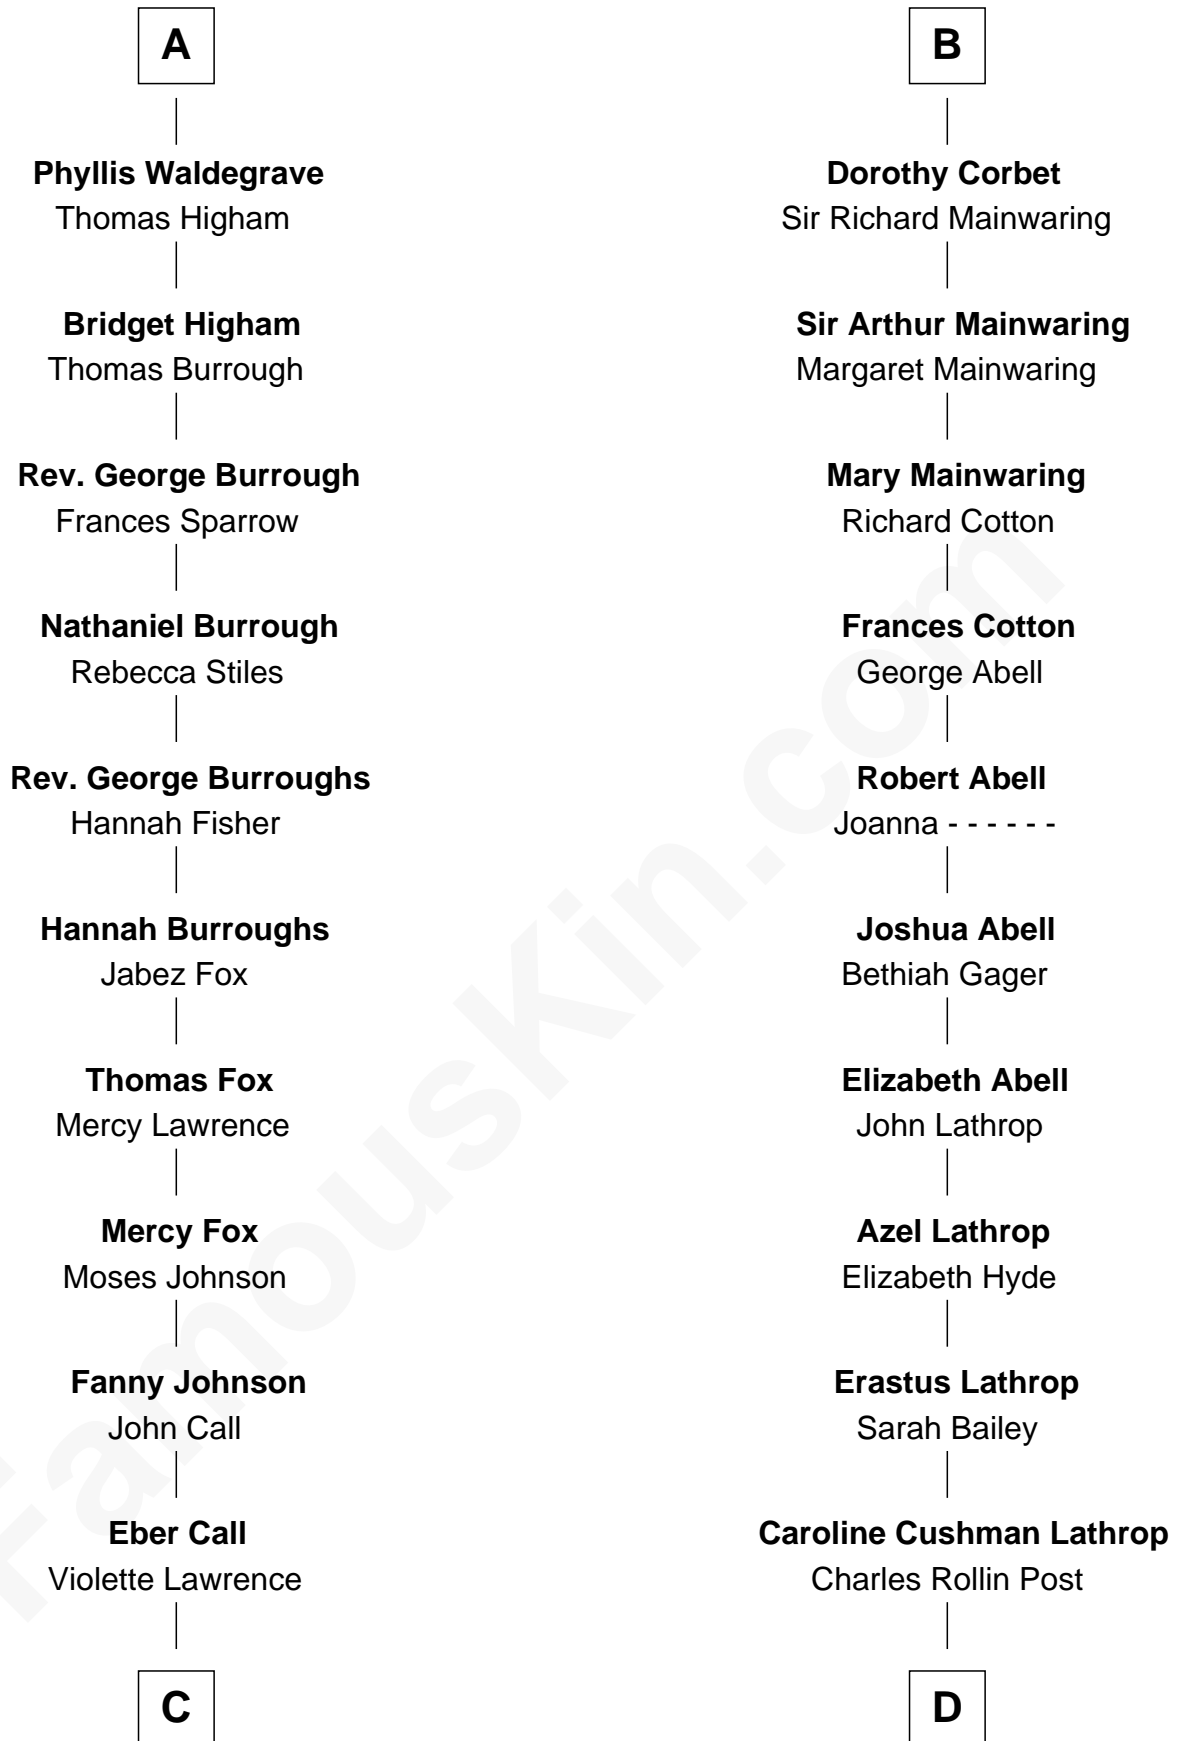 A
Phyllis Waldegrave
Thomas Higham
Bridget Higham
Thomas Burrough
Rev. George Burrough
Frances Sparrow
Nathaniel Burrough
Rebecca Stiles
Rev. George Burroughs
Hannah Fisher
Hannah Burroughs
Jabez Fox
Thomas Fox
Mercy Lawrence
Mercy Fox
Moses Johnson
Fanny Johnson
John Call
Eber Call
Violette Lawrence
C
B
Dorothy Corbet
Sir Richard Mainwaring
Sir Arthur Mainwaring
Margaret Mainwaring
Mary Mainwaring
Richard Cotton
Frances Cotton
George Abell
Robert Abell
Joanna - - - - - -
Joshua Abell
Bethiah Gager
Elizabeth Abell
John Lathrop
Azel Lathrop
Elizabeth Hyde
Erastus Lathrop
Sarah Bailey
Caroline Cushman Lathrop
Charles Rollin Post
D
FamousKin.com